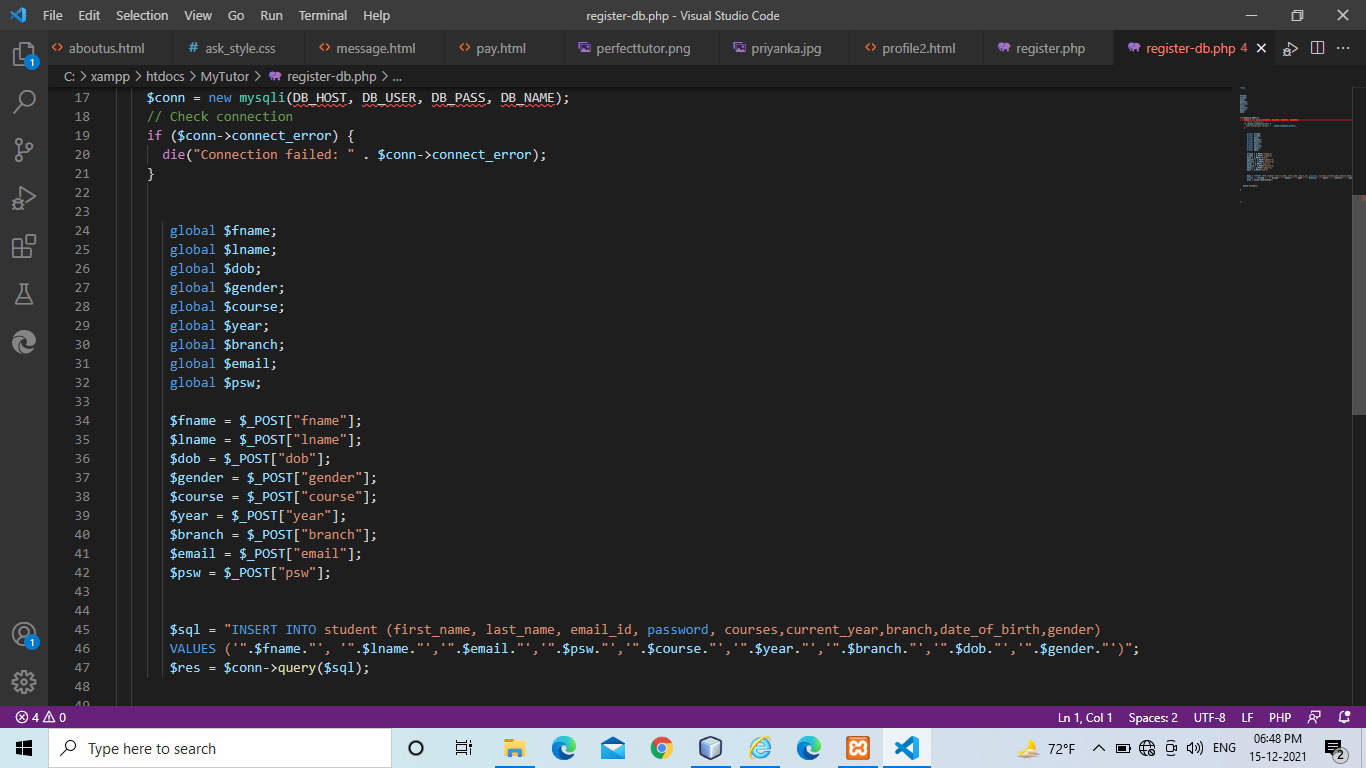 File Edit Selection View Go Run Terminal Help register-db.php - Visual Studio Code
aboutus.html ask_style.css message.html pay.html perfecttutor.png priyanka.jpg profile2.html register.php register-db.php 4
C: > xampp > htdocs > MyTutor > register-db.php > ...
17 $conn = new mysqli(DB_HOST, DB_USER, DB_PASS, DB_NAME);
18 // Check connection
19 if ($conn->connect_error) {
20 die("Connection failed: " . $conn->connect_error);
21 }
22
23
24 global $fname;
25 global $lname;
26 global $dob;
27 global $gender;
28 global $course;
29 global $year;
30 global $branch;
31 global $email;
32 global $psw;
33
34 $fname = $_POST["fname"];
35 $lname = $_POST["lname"];
36 $dob = $_POST["dob"];
37 $gender = $_POST["gender"];
38 $course = $_POST["course"];
39 $year = $_POST["year"];
40 $branch = $_POST["branch"];
41 $email = $_POST["email"];
42 $psw = $_POST["psw"];
43
44
45 $sql = "INSERT INTO student (first_name, last_name, email_id, password, courses,current_year,branch,date_of_birth,gender)
46 VALUES ('".$fname."', '".$lname."','".$email."','".$psw."','".$course."','".$year."','".$branch."','".$dob."','".$gender."')";
47 $res = $conn->query($sql);
48
49
1
1
4 0 Ln 1, Col 1 Spaces: 2 UTF-8 LF PHP
Type here to search 72°F ENG 06:48 PM
15-12-2021 2